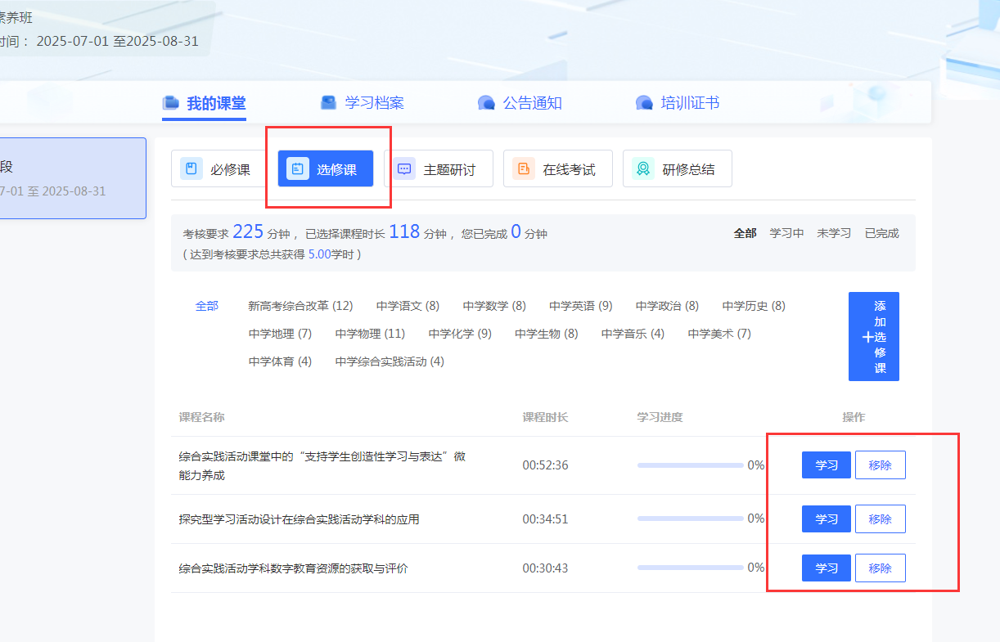 素养班
时间： 2025-07-01 至2025-08-31
我的课堂 学习档案 公告通知 培训证书
段
7-01 至 2025-08-31
必修课 选修课 主题研讨 在线考试 研修总结
考核要求 225 分钟， 已选择课程时长 118 分钟， 您已完成 0 分钟 全部 学习中 未学习 已完成
( 达到考核要求总共获得 5.00学时 )
全部 新高考综合改革 (12) 中学语文 (8) 中学数学 (8) 中学英语 (9) 中学政治 (8) 中学历史 (8)
中学地理 (7) 中学物理 (11) 中学化学 (9) 中学生物 (8) 中学音乐 (4) 中学美术 (7)
中学体育 (4) 中学综合实践活动 (4)
添
加
+选
修
课
课程名称 课程时长 学习进度 操作
综合实践活动课堂中的“支持学生创造性学习与表达”微
能力养成 00:52:36 0% 学习 移除
探究型学习活动设计在综合实践活动学科的应用 00:34:51 0% 学习 移除
综合实践活动学科数字教育资源的获取与评价 00:30:43 0% 学习 移除